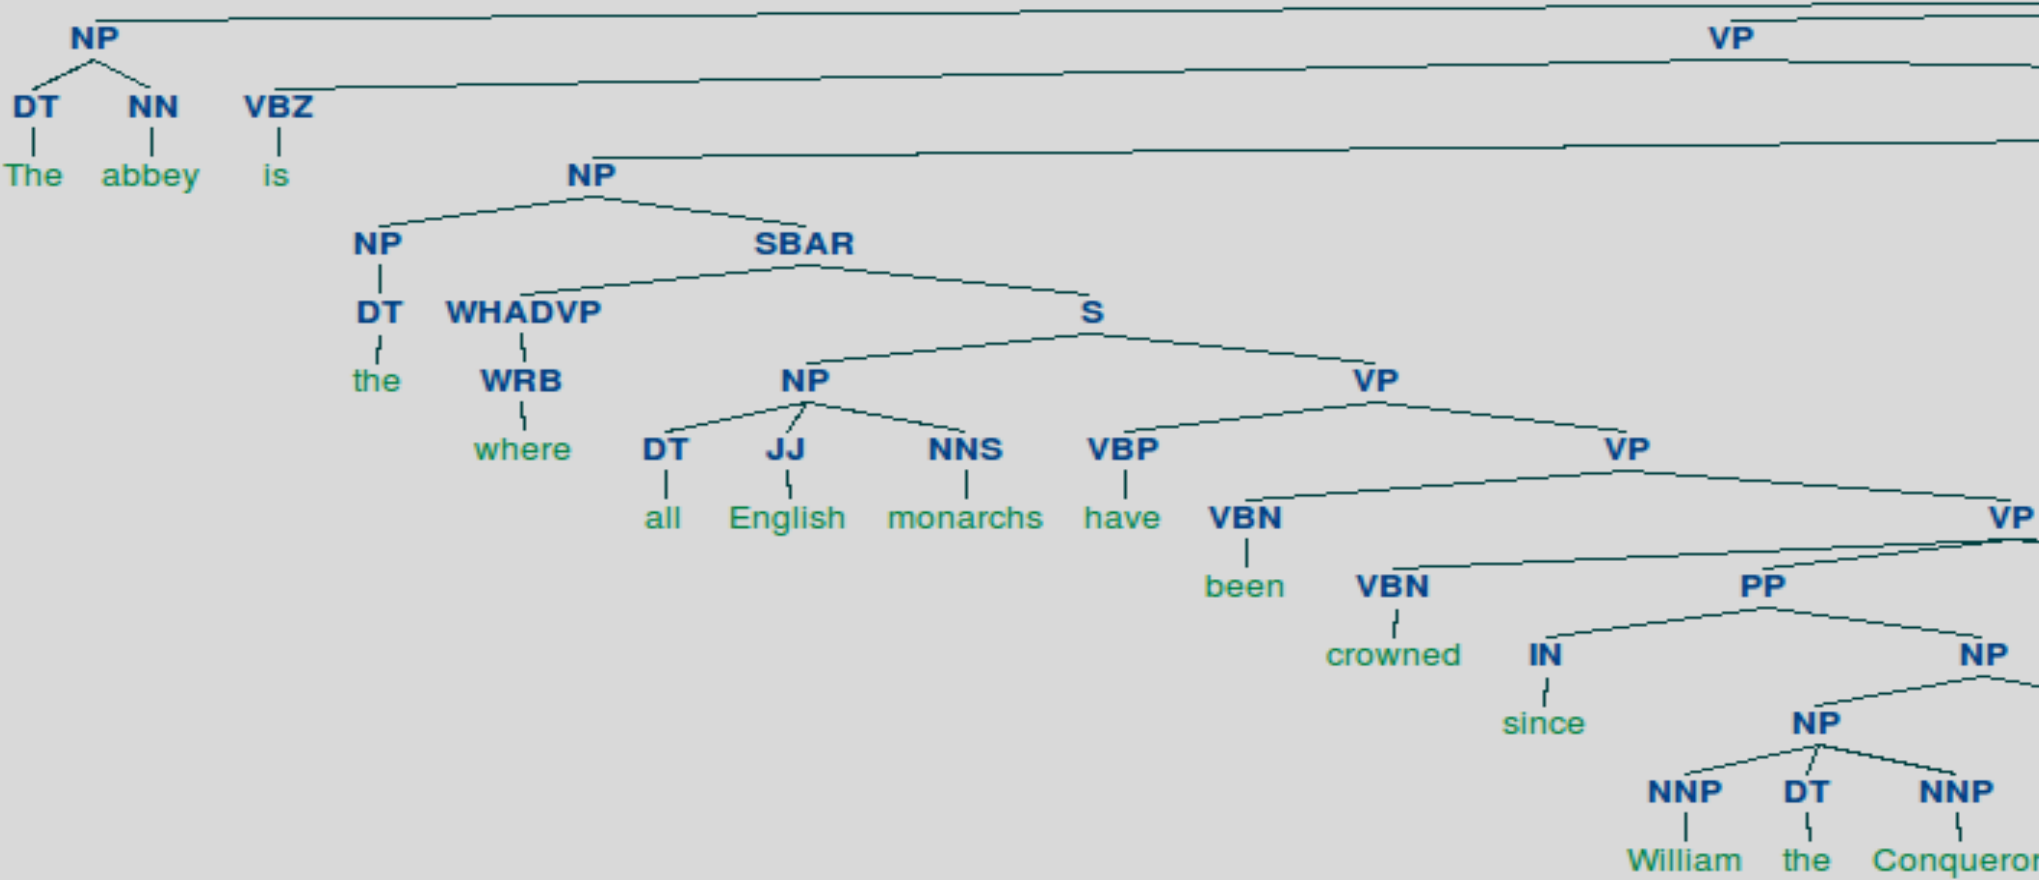 NP VP
DT NN VBZ
The abbey is NP
NP SBAR
DT WHADVP S
the WRB NP VP
where DT JJ NNS VBP VP
all English monarchs have VBN VP
been VBN PP
crowned IN NP
since NP
NNP DT NNP
William the Conqueror